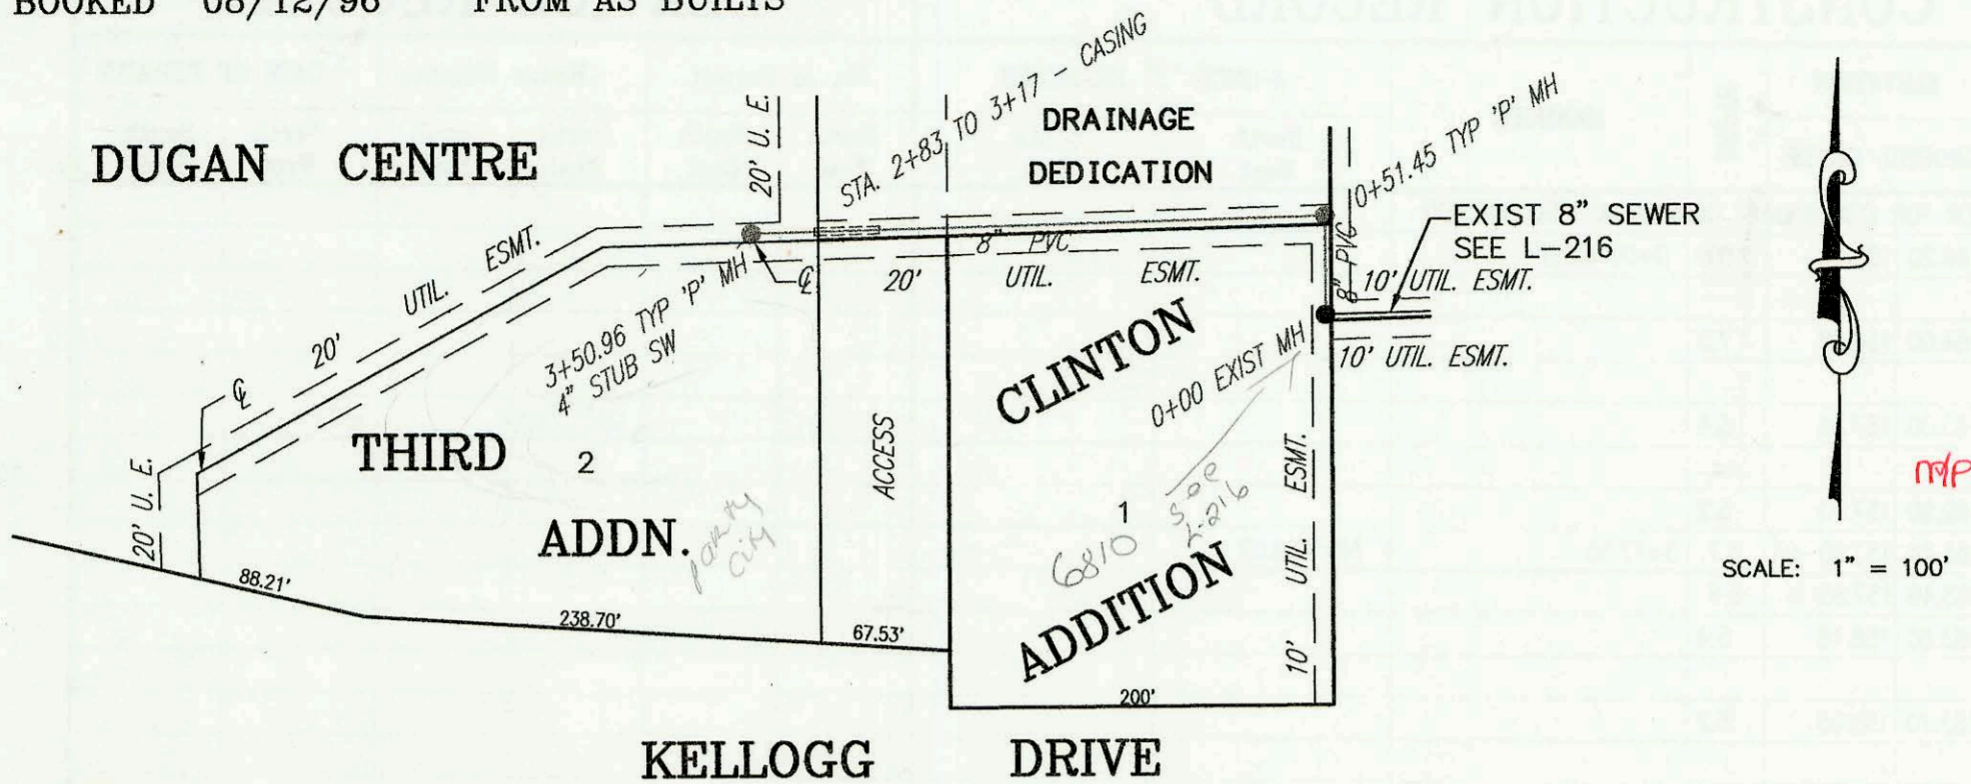 BOOKED 08/12/96 FROM AS BUILTS
DUGAN CENTRE
20' U. E.
STA. 2+83 TO 3+17 - CASING
DRAINAGE
DEDICATION
0+51.45 TYP 'P' MH
EXIST 8" SEWER
SEE L-216
10' UTIL. ESMT.
10' UTIL. ESMT.
8" PVC
8" PVC
20' UTIL. ESMT.
20' UTIL. ESMT.
℄
℄
3+50.96 TYP 'P' MH
4" STUB SW
CLINTON
0+00 EXIST MH
THIRD
2
ACCESS
1
see
L-216
6810
ADDN.
party
city
ADDITION
10' UTIL. ESMT.
20' U. E.
88.21'
238.70'
67.53'
200'
SCALE: 1" = 100'
KELLOGG DRIVE